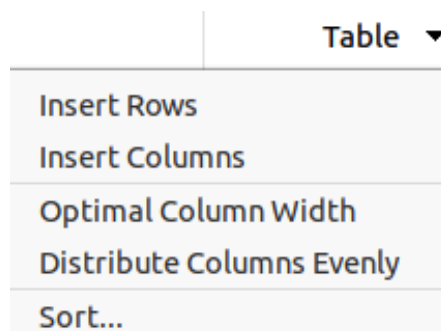 Table
Insert Rows
Insert Columns
Optimal Column Width
Distribute Columns Evenly
Sort...